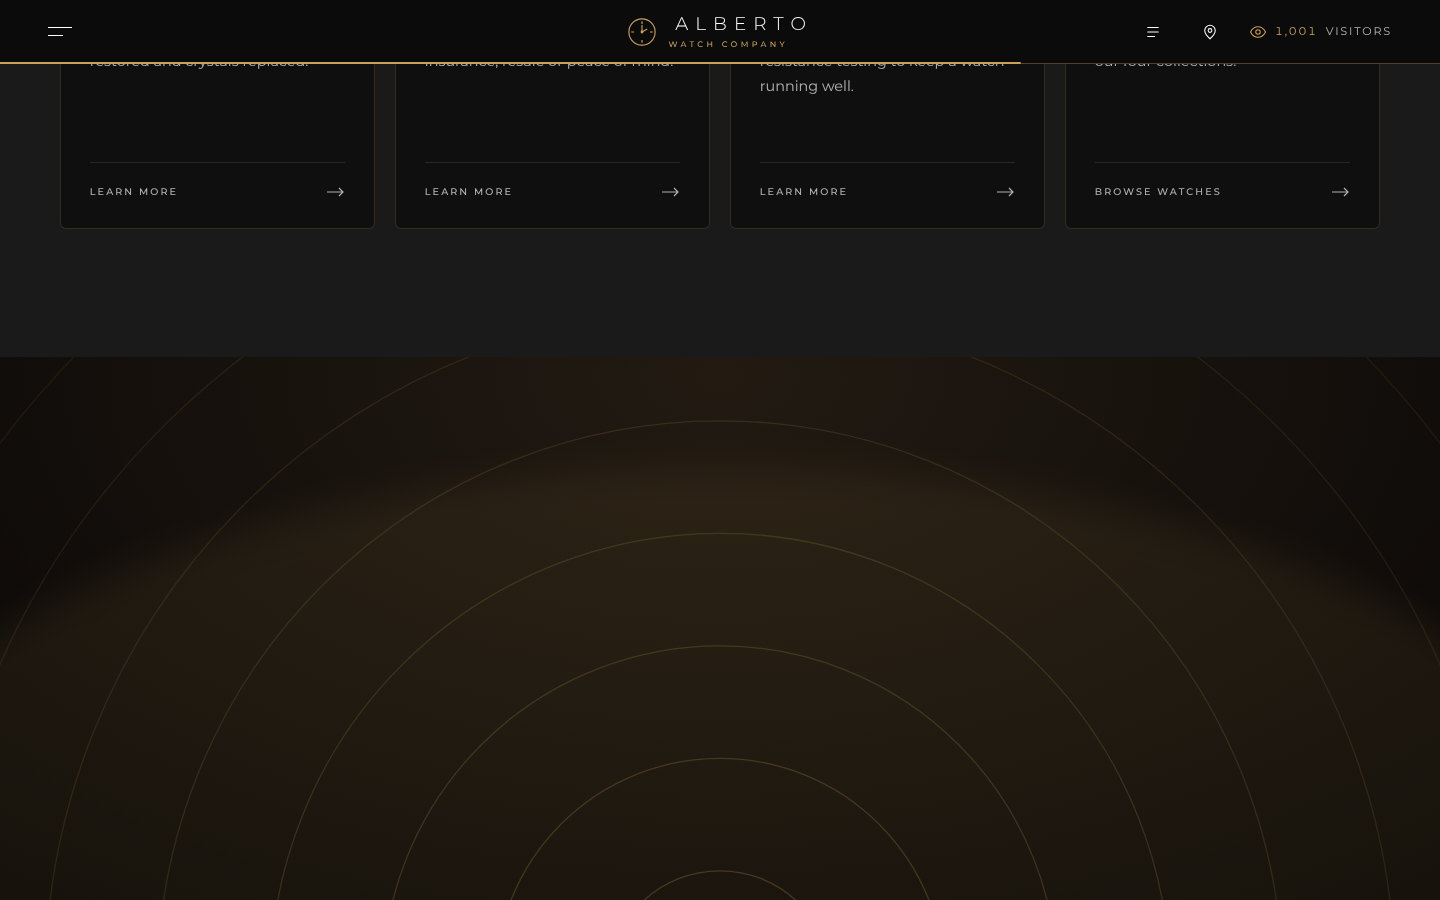 ALBERTO
WATCH COMPANY
1,001 VISITORS
restored and crystals replaced.
insurance, resale or peace of mind.
resistance testing to keep a watch
running well.
our four collections.
LEARN MORE
LEARN MORE
LEARN MORE
BROWSE WATCHES